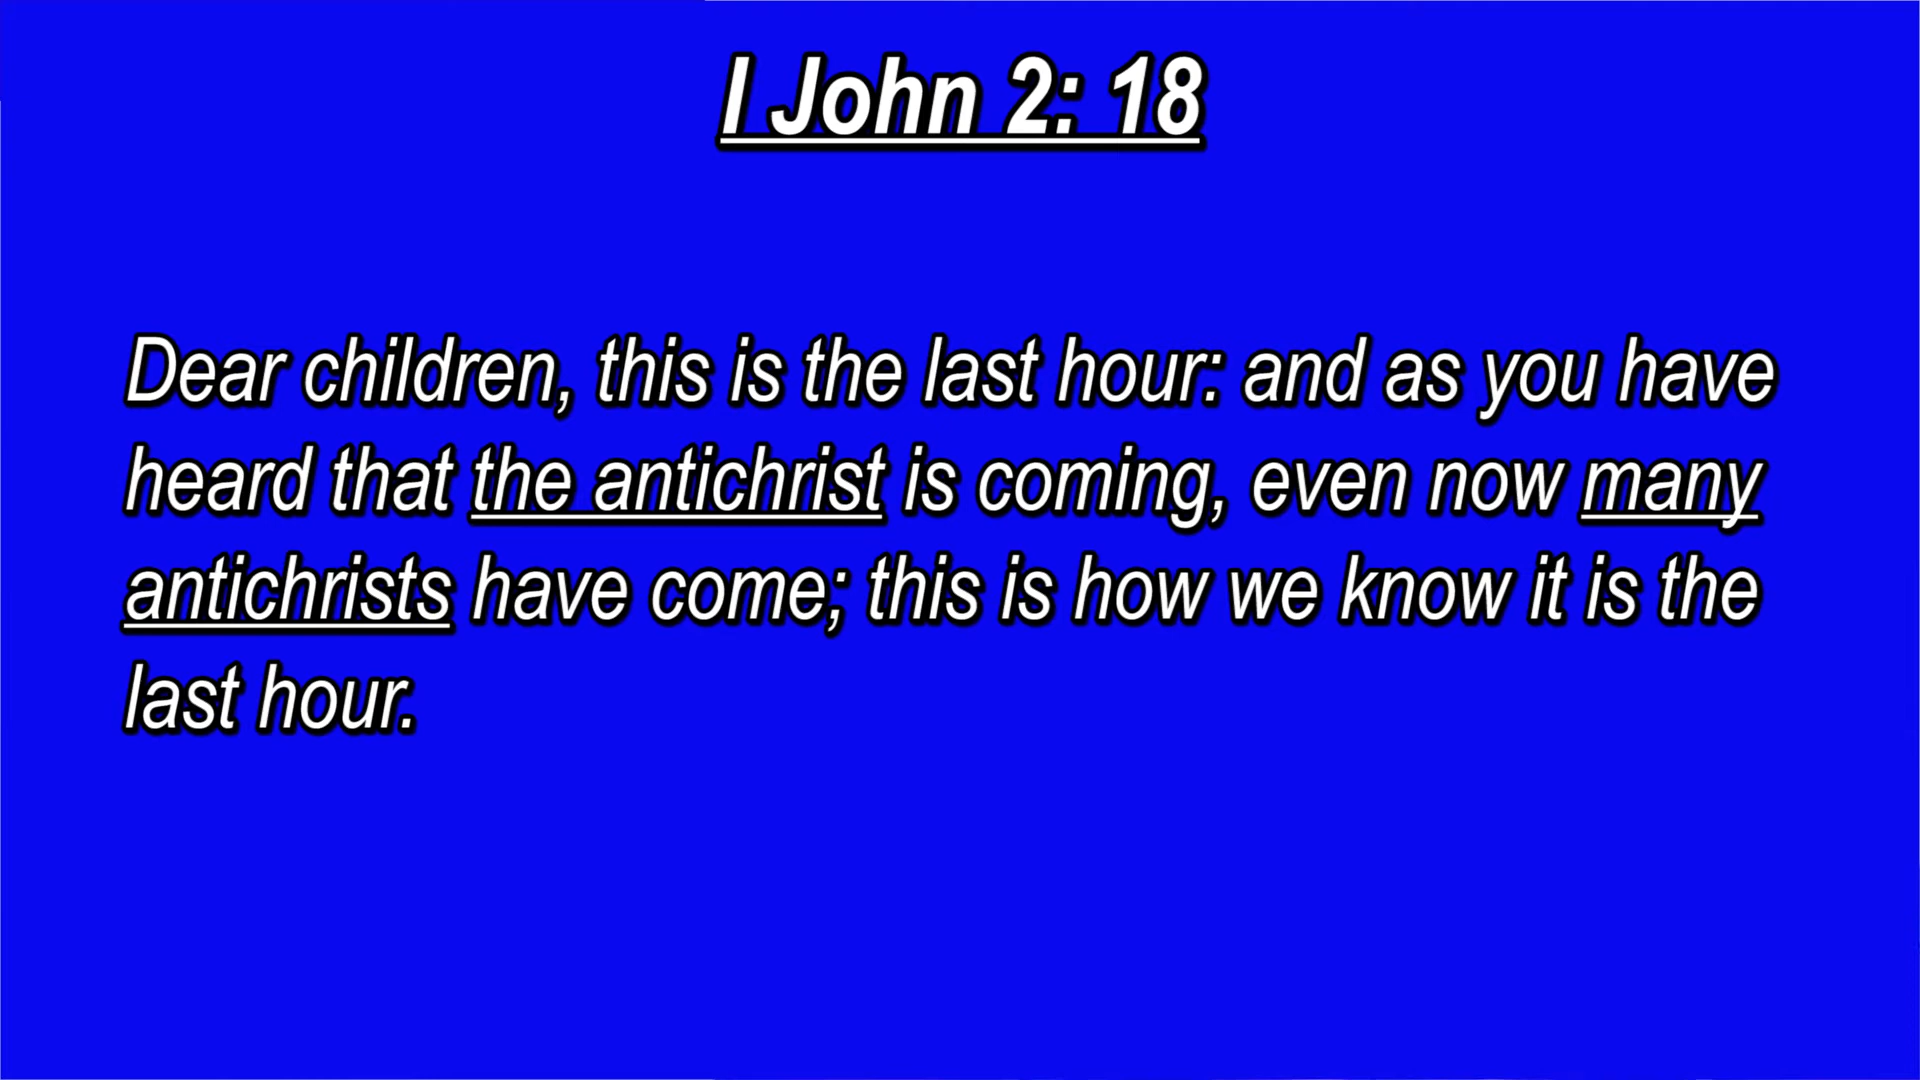 I John 2: 18
Dear children, this is the last hour: and as you have
heard that the antichrist is coming, even now many
antichrists have come; this is how we know it is the
last hour.